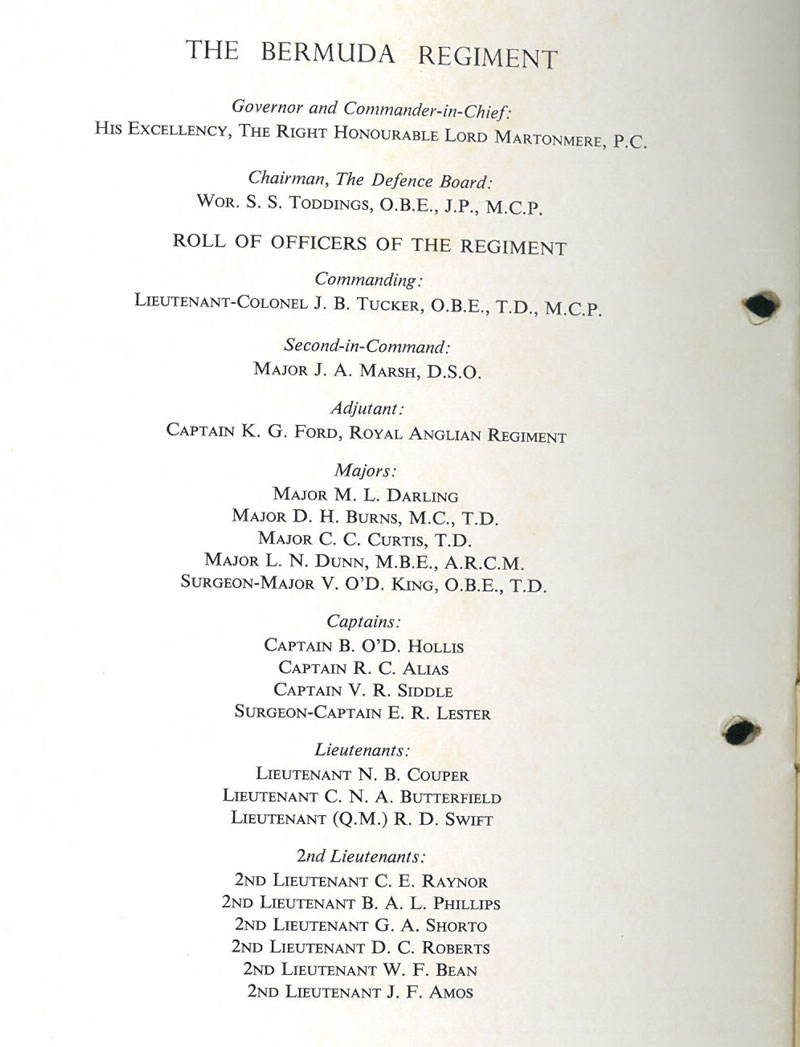 THE BERMUDA REGIMENT
Governor and Commander-in-Chief:
HIS EXCELLENCY, THE RIGHT HONOURABLE LORD MARTONMERE, P.C.
Chairman, The Defence Board:
WOR. S. S. TODDINGS, O.B.E., J.P., M.C.P.
ROLL OF OFFICERS OF THE REGIMENT
Commanding:
LIEUTENANT-COLONEL J. B. TUCKER, O.B.E., T.D., M.C.P.
Second-in-Command:
MAJOR J. A. MARSH, D.S.O.
Adjutant:
CAPTAIN K. G. FORD, ROYAL ANGLIAN REGIMENT
Majors:
MAJOR M. L. DARLING
MAJOR D. H. BURNS, M.C., T.D.
MAJOR C. C. CURTIS, T.D.
MAJOR L. N. DUNN, M.B.E., A.R.C.M.
SURGEON-MAJOR V. O'D. KING, O.B.E., T.D.
Captains:
CAPTAIN B. O'D. HOLLIS
CAPTAIN R. C. ALIAS
CAPTAIN V. R. SIDDLE
SURGEON-CAPTAIN E. R. LESTER
Lieutenants:
LIEUTENANT N. B. COUPER
LIEUTENANT C. N. A. BUTTERFIELD
LIEUTENANT (Q.M.) R. D. SWIFT
2nd Lieutenants:
2ND LIEUTENANT C. E. RAYNOR
2ND LIEUTENANT B. A. L. PHILLIPS
2ND LIEUTENANT G. A. SHORTO
2ND LIEUTENANT D. C. ROBERTS
2ND LIEUTENANT W. F. BEAN
2ND LIEUTENANT J. F. AMOS